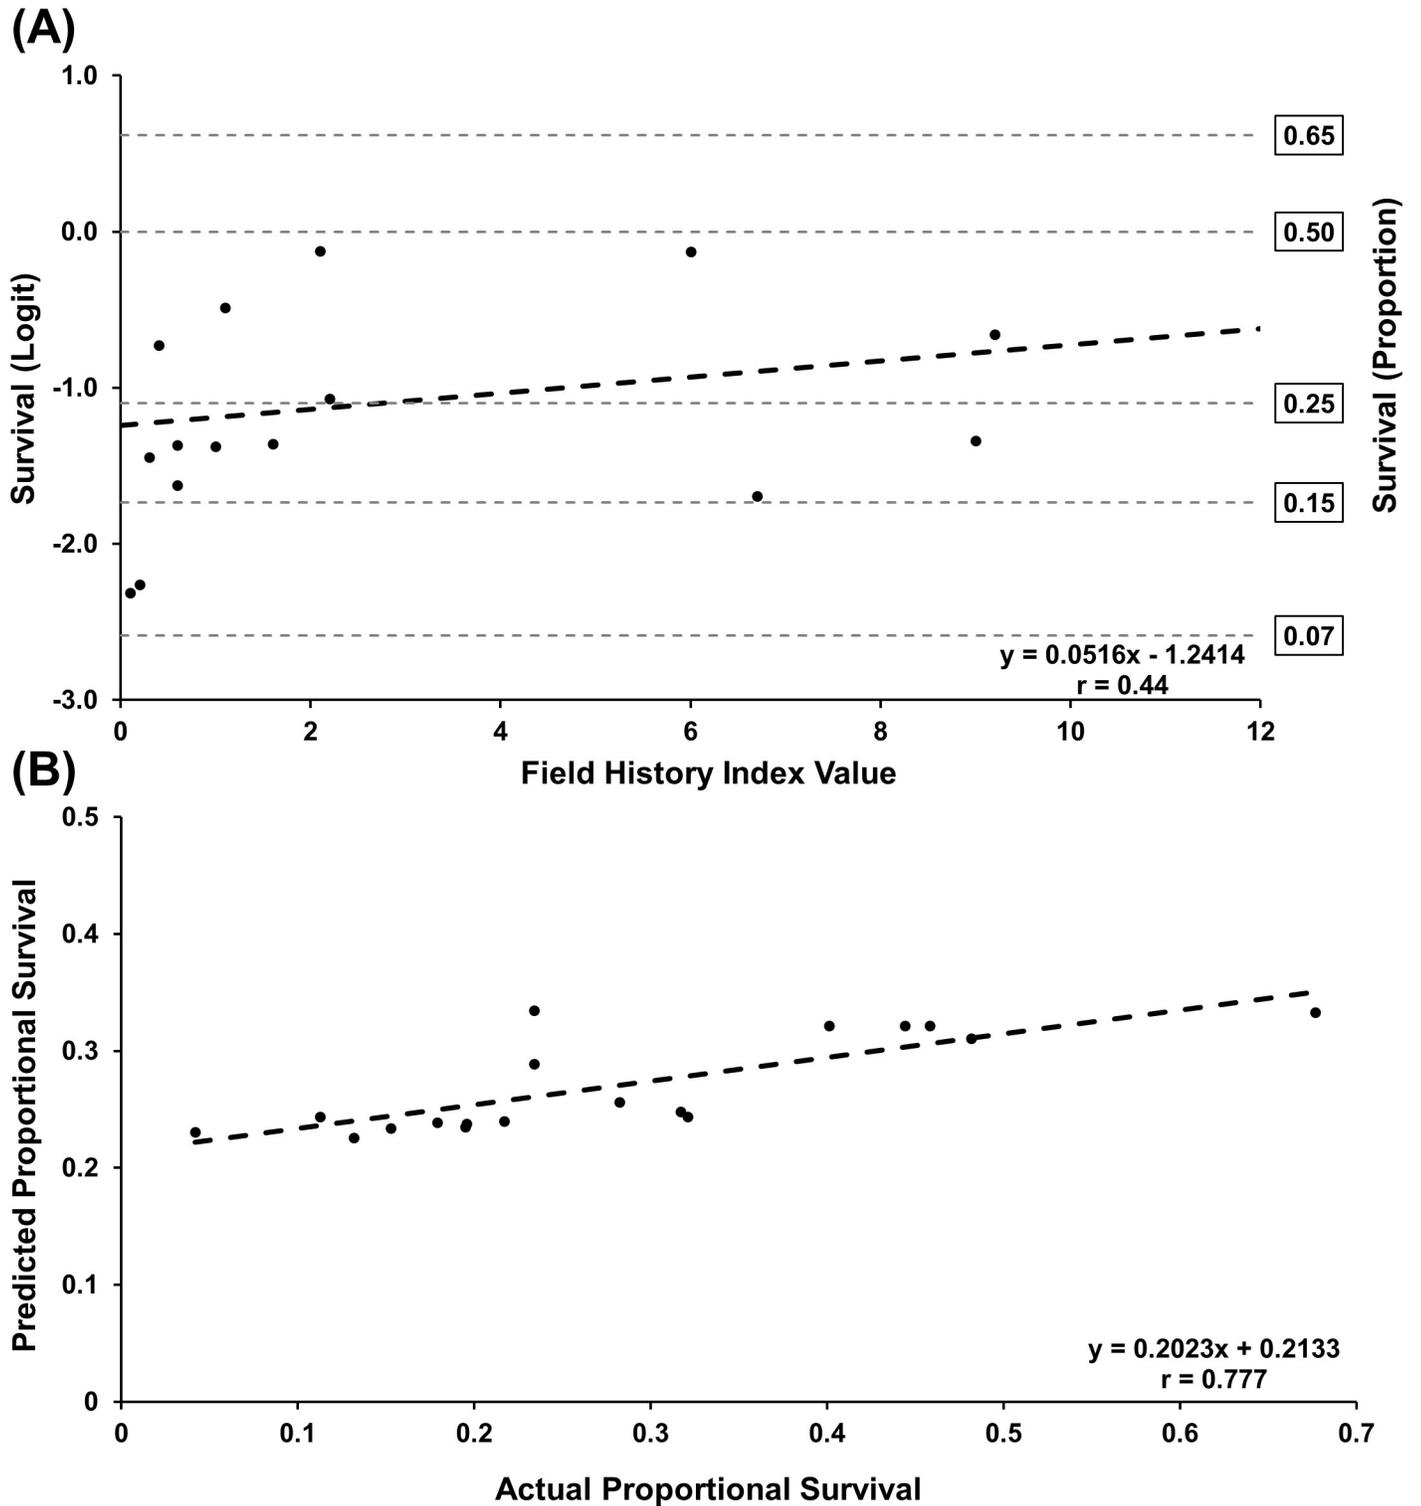 (A)
1.0
0.0
-1.0
-2.0
-3.0
Survival (Logit)
0.65
0.50
0.25
0.15
0.07
Survival (Proportion)
y = 0.0516x - 1.2414
r = 0.44
0 2 4 6 8 10 12
Field History Index Value
(B)
0.5
0.4
0.3
0.2
0.1
0
Predicted Proportional Survival
y = 0.2023x + 0.2133
r = 0.777
0 0.1 0.2 0.3 0.4 0.5 0.6 0.7
Actual Proportional Survival